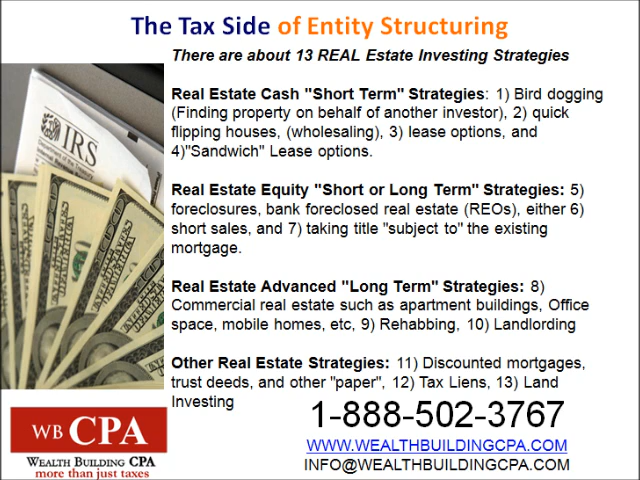 The Tax Side of Entity Structuring
There are about 13 REAL Estate Investing Strategies
Real Estate Cash "Short Term" Strategies: 1) Bird dogging
(Finding property on behalf of another investor), 2) quick
flipping houses, (wholesaling), 3) lease options, and
4)"Sandwich" Lease options.
Real Estate Equity "Short or Long Term" Strategies: 5)
foreclosures, bank foreclosed real estate (REOs), either 6)
short sales, and 7) taking title "subject to" the existing
mortgage.
Real Estate Advanced "Long Term" Strategies: 8)
Commercial real estate such as apartment buildings, Office
space, mobile homes, etc, 9) Rehabbing, 10) Landlording
Other Real Estate Strategies: 11) Discounted mortgages,
trust deeds, and other "paper", 12) Tax Liens, 13) Land
Investing
1-888-502-3767
WWW.WEALTHBUILDINGCPA.COM
INFO@WEALTHBUILDINGCPA.COM
IRS
WB CPA
WEALTH BUILDING CPA
more than just taxes